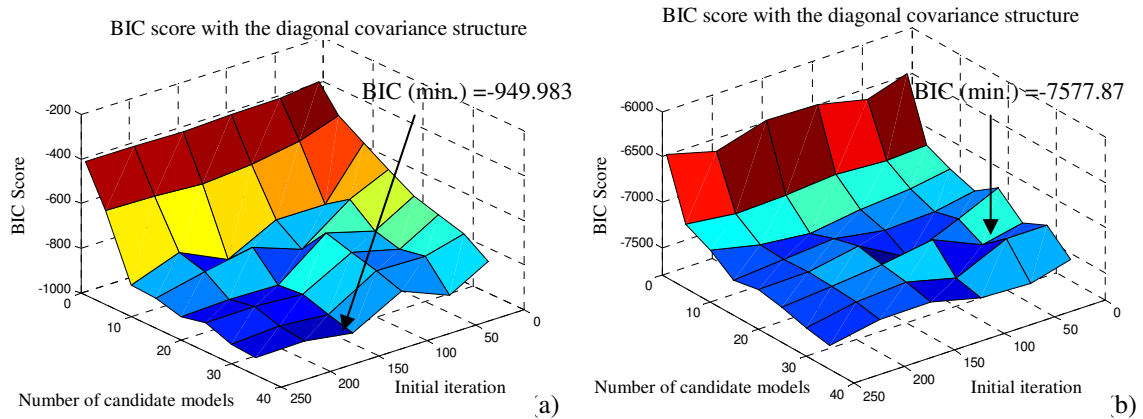 BIC score with the diagonal covariance structure
BIC (min.) =-949.983
-200
-400
-600
-800
-1000
BIC Score
0
10
20
30
40
Number of candidate models
250
200
150
100
50
0
Initial iteration
(a)
BIC score with the diagonal covariance structure
BIC (min.) =-7577.87
-6000
-6500
-7000
-7500
BIC Score
0
10
20
30
40
Number of candidate models
250
200
150
100
50
0
Initial iteration
(b)